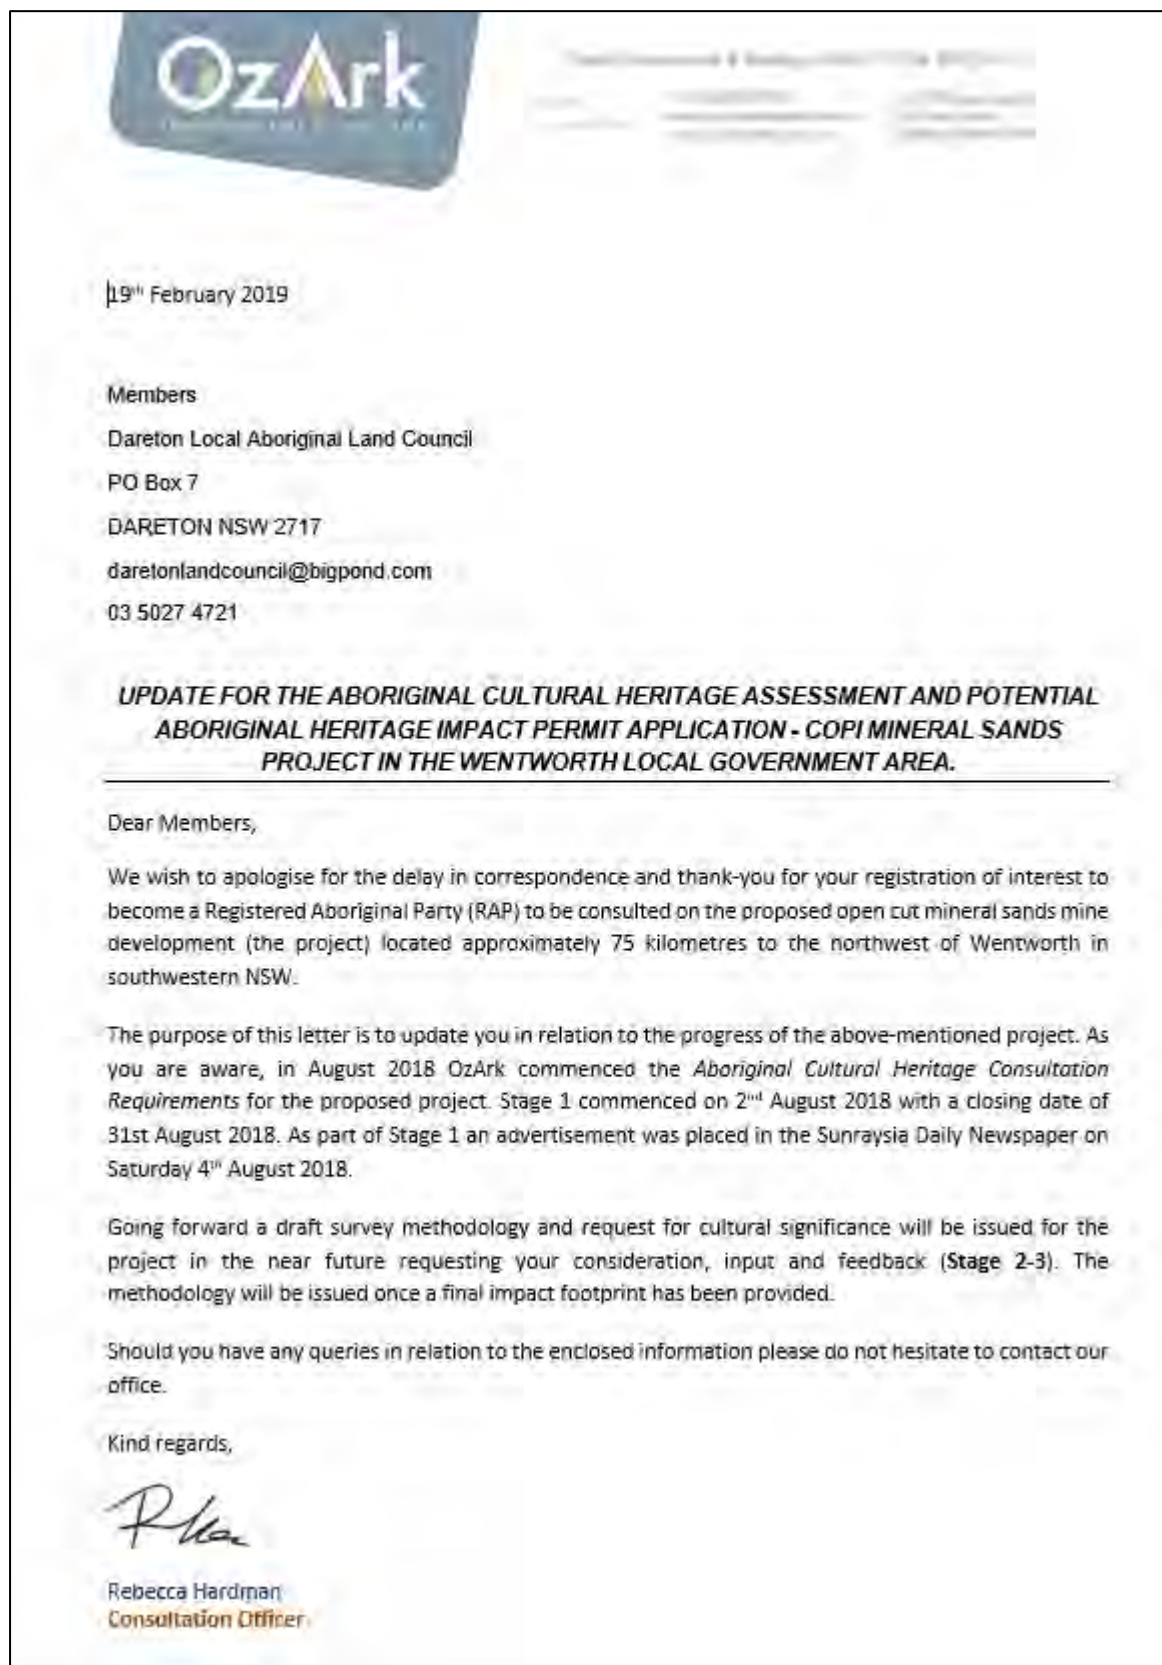 OzArk
19th February 2019
Members
Dareton Local Aboriginal Land Council
PO Box 7
DARETON NSW 2717
daretonlandcouncil@bigpond.com
03 5027 4721
UPDATE FOR THE ABORIGINAL CULTURAL HERITAGE ASSESSMENT AND POTENTIAL
ABORIGINAL HERITAGE IMPACT PERMIT APPLICATION - COPI MINERAL SANDS
PROJECT IN THE WENTWORTH LOCAL GOVERNMENT AREA.
Dear Members,
We wish to apologise for the delay in correspondence and thank-you for your registration of interest to
become a Registered Aboriginal Party (RAP) to be consulted on the proposed open cut mineral sands mine
development (the project) located approximately 75 kilometres to the northwest of Wentworth in
southwestern NSW.
The purpose of this letter is to update you in relation to the progress of the above-mentioned project. As
you are aware, in August 2018 OzArk commenced the Aboriginal Cultural Heritage Consultation
Requirements for the proposed project. Stage 1 commenced on 2nd August 2018 with a closing date of
31st August 2018. As part of Stage 1 an advertisement was placed in the Sunraysia Daily Newspaper on
Saturday 4th August 2018.
Going forward a draft survey methodology and request for cultural significance will be issued for the
project in the near future requesting your consideration, input and feedback (Stage 2-3). The
methodology will be issued once a final impact footprint has been provided.
Should you have any queries in relation to the enclosed information please do not hesitate to contact our
office.
Kind regards,
Rebecca Hardman
Consultation Officer